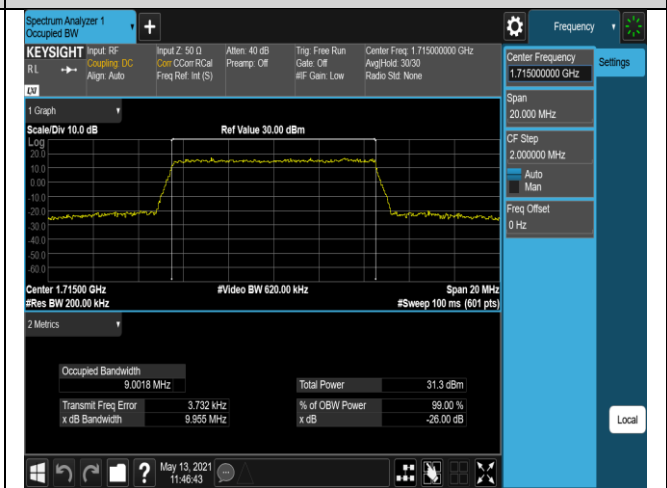 Spectrum Analyzer 1
Occupied BW
+
Frequency
KEYSIGHT
RL
LXI
Input: RF
Coupling: DC
Align: Auto
Input Z: 50 Ω
Corr CCorr RCal
Freq Ref: Int (S)
Atten: 40 dB
Preamp: Off
Trig: Free Run
Gate: Off
#IF Gain: Low
Center Freq: 1.715000000 GHz
Avg|Hold: 30/30
Radio Std: None
Center Frequency
1.715000000 GHz
Settings
Span
20.000 MHz
CF Step
2.000000 MHz
Auto
Man
Freq Offset
0 Hz
Local
1 Graph
Scale/Div 10.0 dB
Ref Value 30.00 dBm
Log
20.0
10.0
0.00
-10.0
-20.0
-30.0
-40.0
-50.0
-60.0
Center 1.71500 GHz
#Video BW 620.00 kHz
Span 20 MHz
#Res BW 200.00 kHz
#Sweep 100 ms (601 pts)
2 Metrics
Occupied Bandwidth
9.0018 MHz
Total Power 31.3 dBm
Transmit Freq Error 3.732 kHz
% of OBW Power 99.00 %
x dB Bandwidth 9.955 MHz
x dB -26.00 dB
?
May 13, 2021
11:46:43